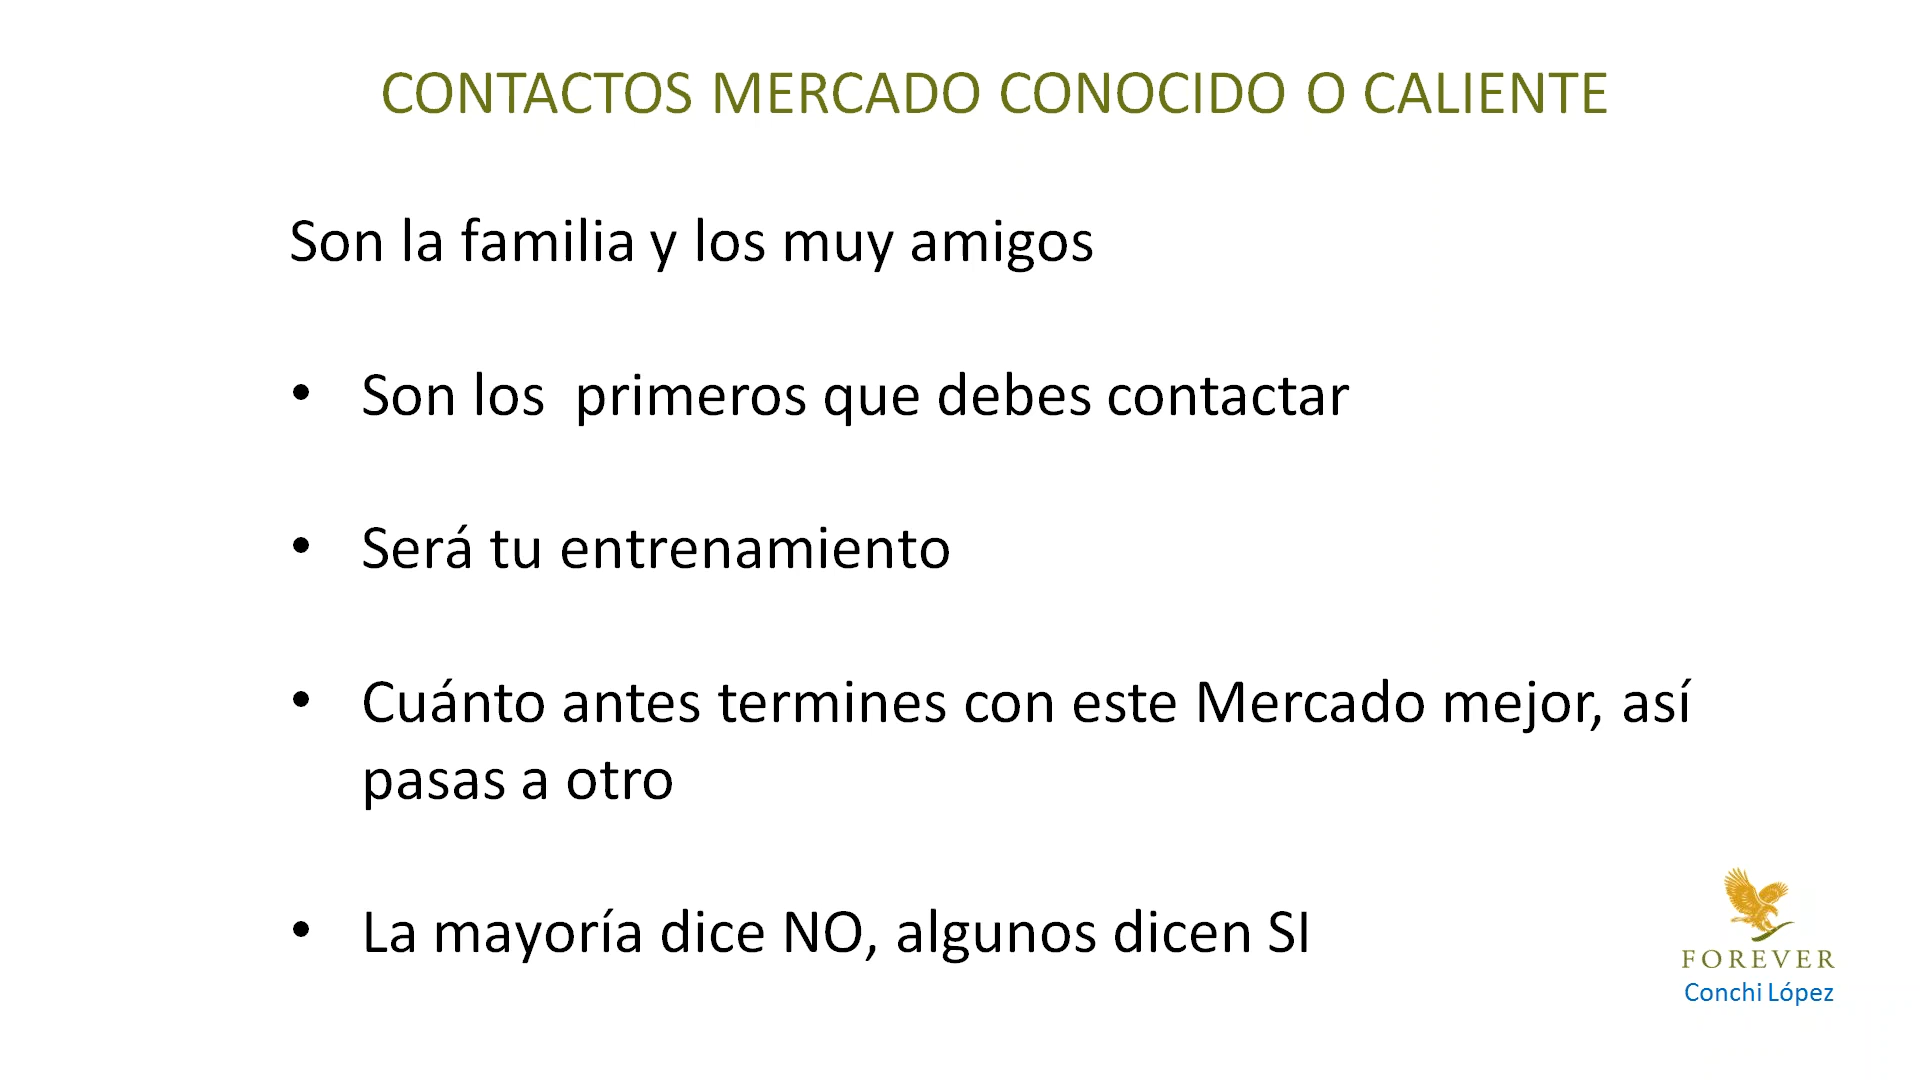 CONTACTOS MERCADO CONOCIDO O CALIENTE
Son la familia y los muy amigos
• Son los  primeros que debes contactar
• Será tu entrenamiento
• Cuánto antes termines con este Mercado mejor, así
pasas a otro
• La mayoría dice NO, algunos dicen SI
FOREVER
Conchi López